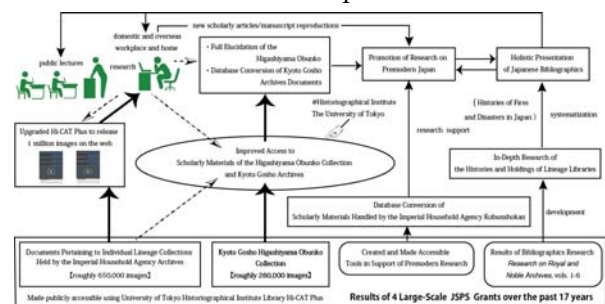 new scholarly articles/manuscript reproductions
domestic and overseas
workplace and home
public lectures
research
• Full Elucidation of the
Higashiyama Obunko
• Database Conversion of
Kyoto Gosho
Archives Documents
Promotion of Research on
Premodern Japan
Holistic Presentation
of Japanese Bibliographics
#Historiographical Institute
The University of Tokyo
(Histories of Fires
and Disasters in Japan)
research
support
systematization
Upgraded Hi-CAT Plus to release
1 million images on the web
Improved Access to
Scholarly Materials of the Higashiyama Obunko Collection
and Kyoto Gosho Archives
In-Depth Research of
the Histories and Holdings of Lineage Libraries
Database Conversion of
Scholarly Materials Handled by the Imperial Household Agency Kobunshokan
development
Documents Pertaining to Individual Lineage Collections
Held by the Imperial Household Agency Archives
【roughly 650,000 images】
Kyoto Gosho Higashiyama Obunko
Collection
【roughly 260,000 images】
Created and Made Accessible
Tools in Support of Premodern Research
Results of Bibliographics Research
Research on Royal and
Noble Archives, vols. 1-6
Made publicly accessible using University of Tokyo Historiographical Institute Library Hi-CAT Plus
Results of 4 Large-Scale JSPS Grants over the past 17 years